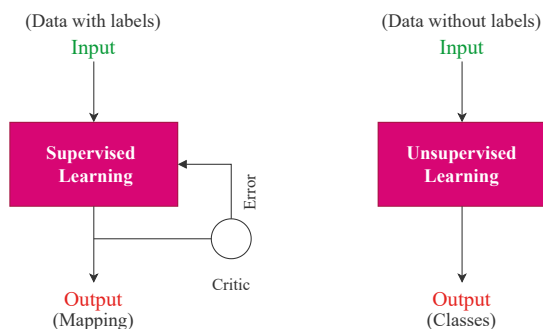 (Data with labels)
Input
Supervised
Learning
Error
Critic
Output
(Mapping)
(Data without labels)
Input
Unsupervised
Learning
Output
(Classes)